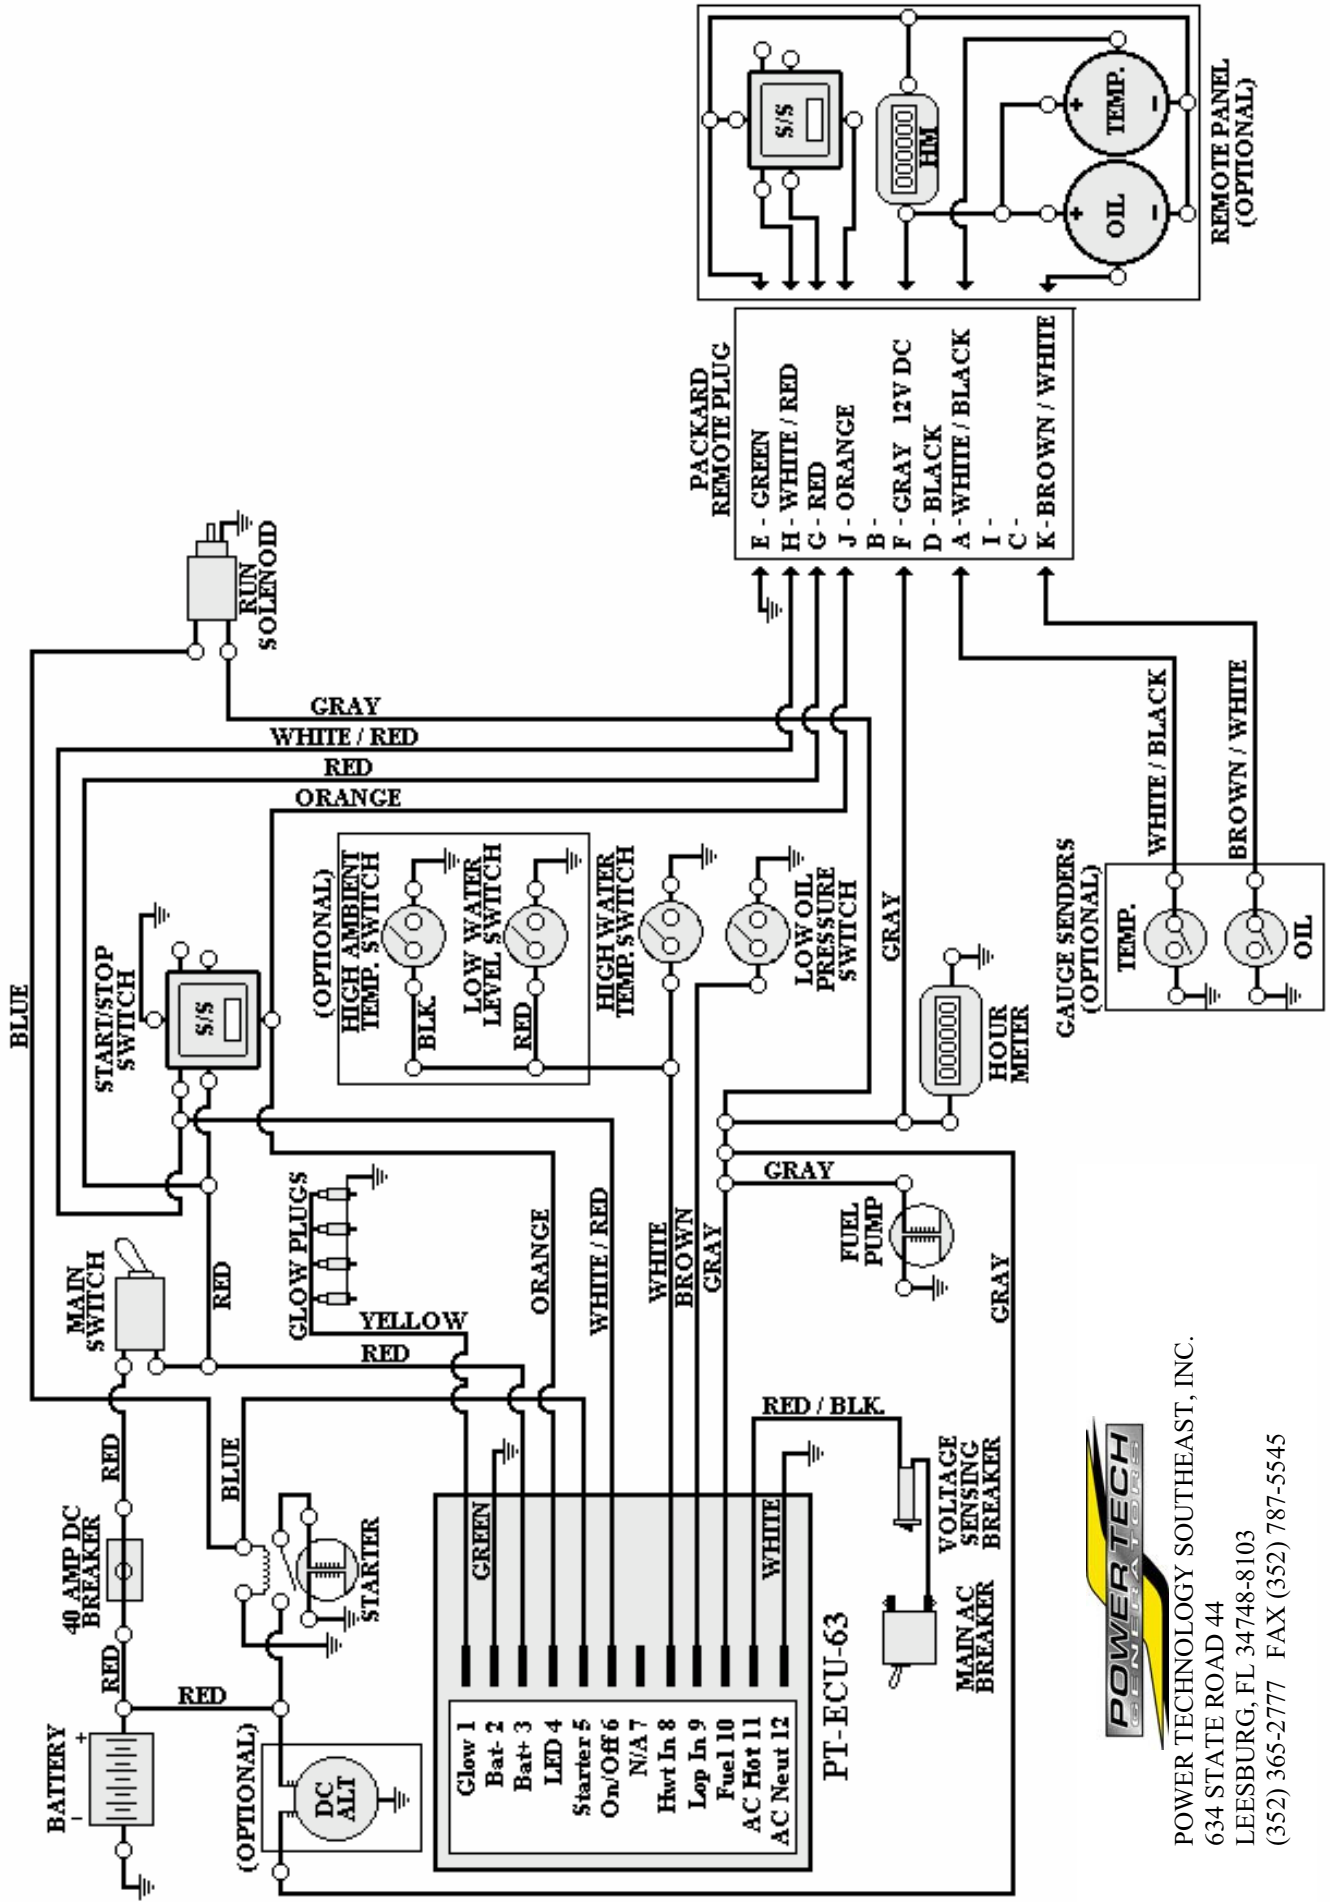 BATTERY
-
+
RED
40 AMP DC
BREAKER
RED
MAIN
SWITCH
START/STOP
SWITCH
S/S
BLUE
RED
RED
BLUE
STARTER
(OPTIONAL)
DC
ALT
GLOW PLUGS
YELLOW
RED
ORANGE
WHITE / RED
WHITE
BROWN
GRAY
GRAY
WHITE / RED
RED
ORANGE
RUN
SOLENOID
(OPTIONAL)
HIGH AMBIENT
TEMP. SWITCH
BLK.
LOW WATER
LEVEL SWITCH
RED
HIGH WATER
TEMP. SWITCH
LOW OIL
PRESSURE
SWITCH
GRAY
GRAY
FUEL
PUMP
HOUR
METER
000000
GRAY
GREEN
WHITE
Glow 1
Bat- 2
Bat+ 3
LED 4
Starter 5
On/Off 6
N/A 7
Hwt In 8
Lop In 9
Fuel 10
AC Hot 11
AC Neut 12
PT-ECU-63
RED / BLK.
MAIN AC
BREAKER
VOLTAGE
SENSING
BREAKER
GAUGE SENDERS
(OPTIONAL)
TEMP.
OIL
WHITE / BLACK
BROWN / WHITE
PACKARD
REMOTE PLUG
E - GREEN
H - WHITE / RED
G - RED
J - ORANGE
B -
F - GRAY 12V DC
D - BLACK
A - WHITE / BLACK
I -
C -
K - BROWN / WHITE
S/S
000000
HM
+
OIL
-
+
TEMP.
-
REMOTE PANEL
(OPTIONAL)
POWER TECH
GENERATORS
POWER TECHNOLOGY SOUTHEAST, INC.
634 STATE ROAD 44
LEESBURG, FL 34748-8103
(352) 365-2777 FAX (352) 787-5545